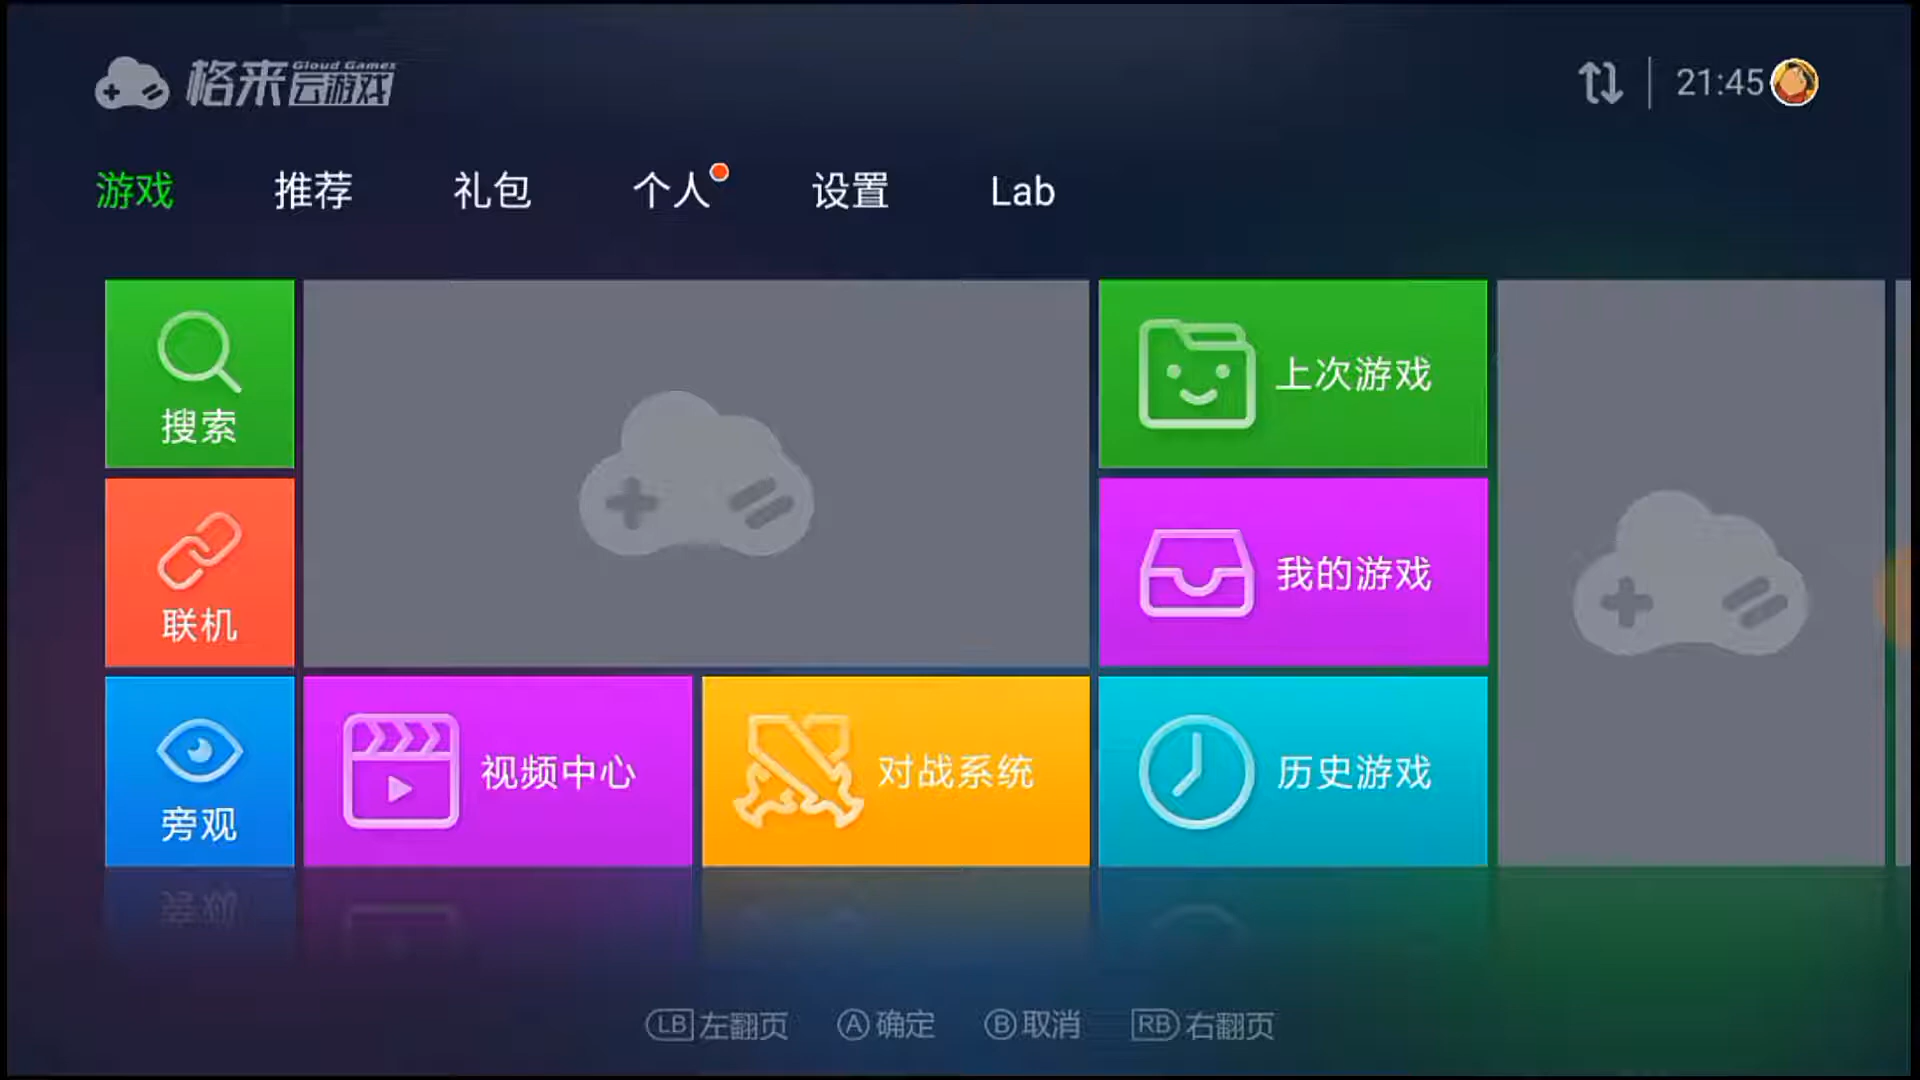 格来云游戏
Gloud Games
21:45
游戏 推荐 礼包 个人 设置 Lab
搜索
上次游戏
联机
我的游戏
旁观
视频中心
对战系统
历史游戏
LB 左翻页 A 确定 B 取消 RB 右翻页